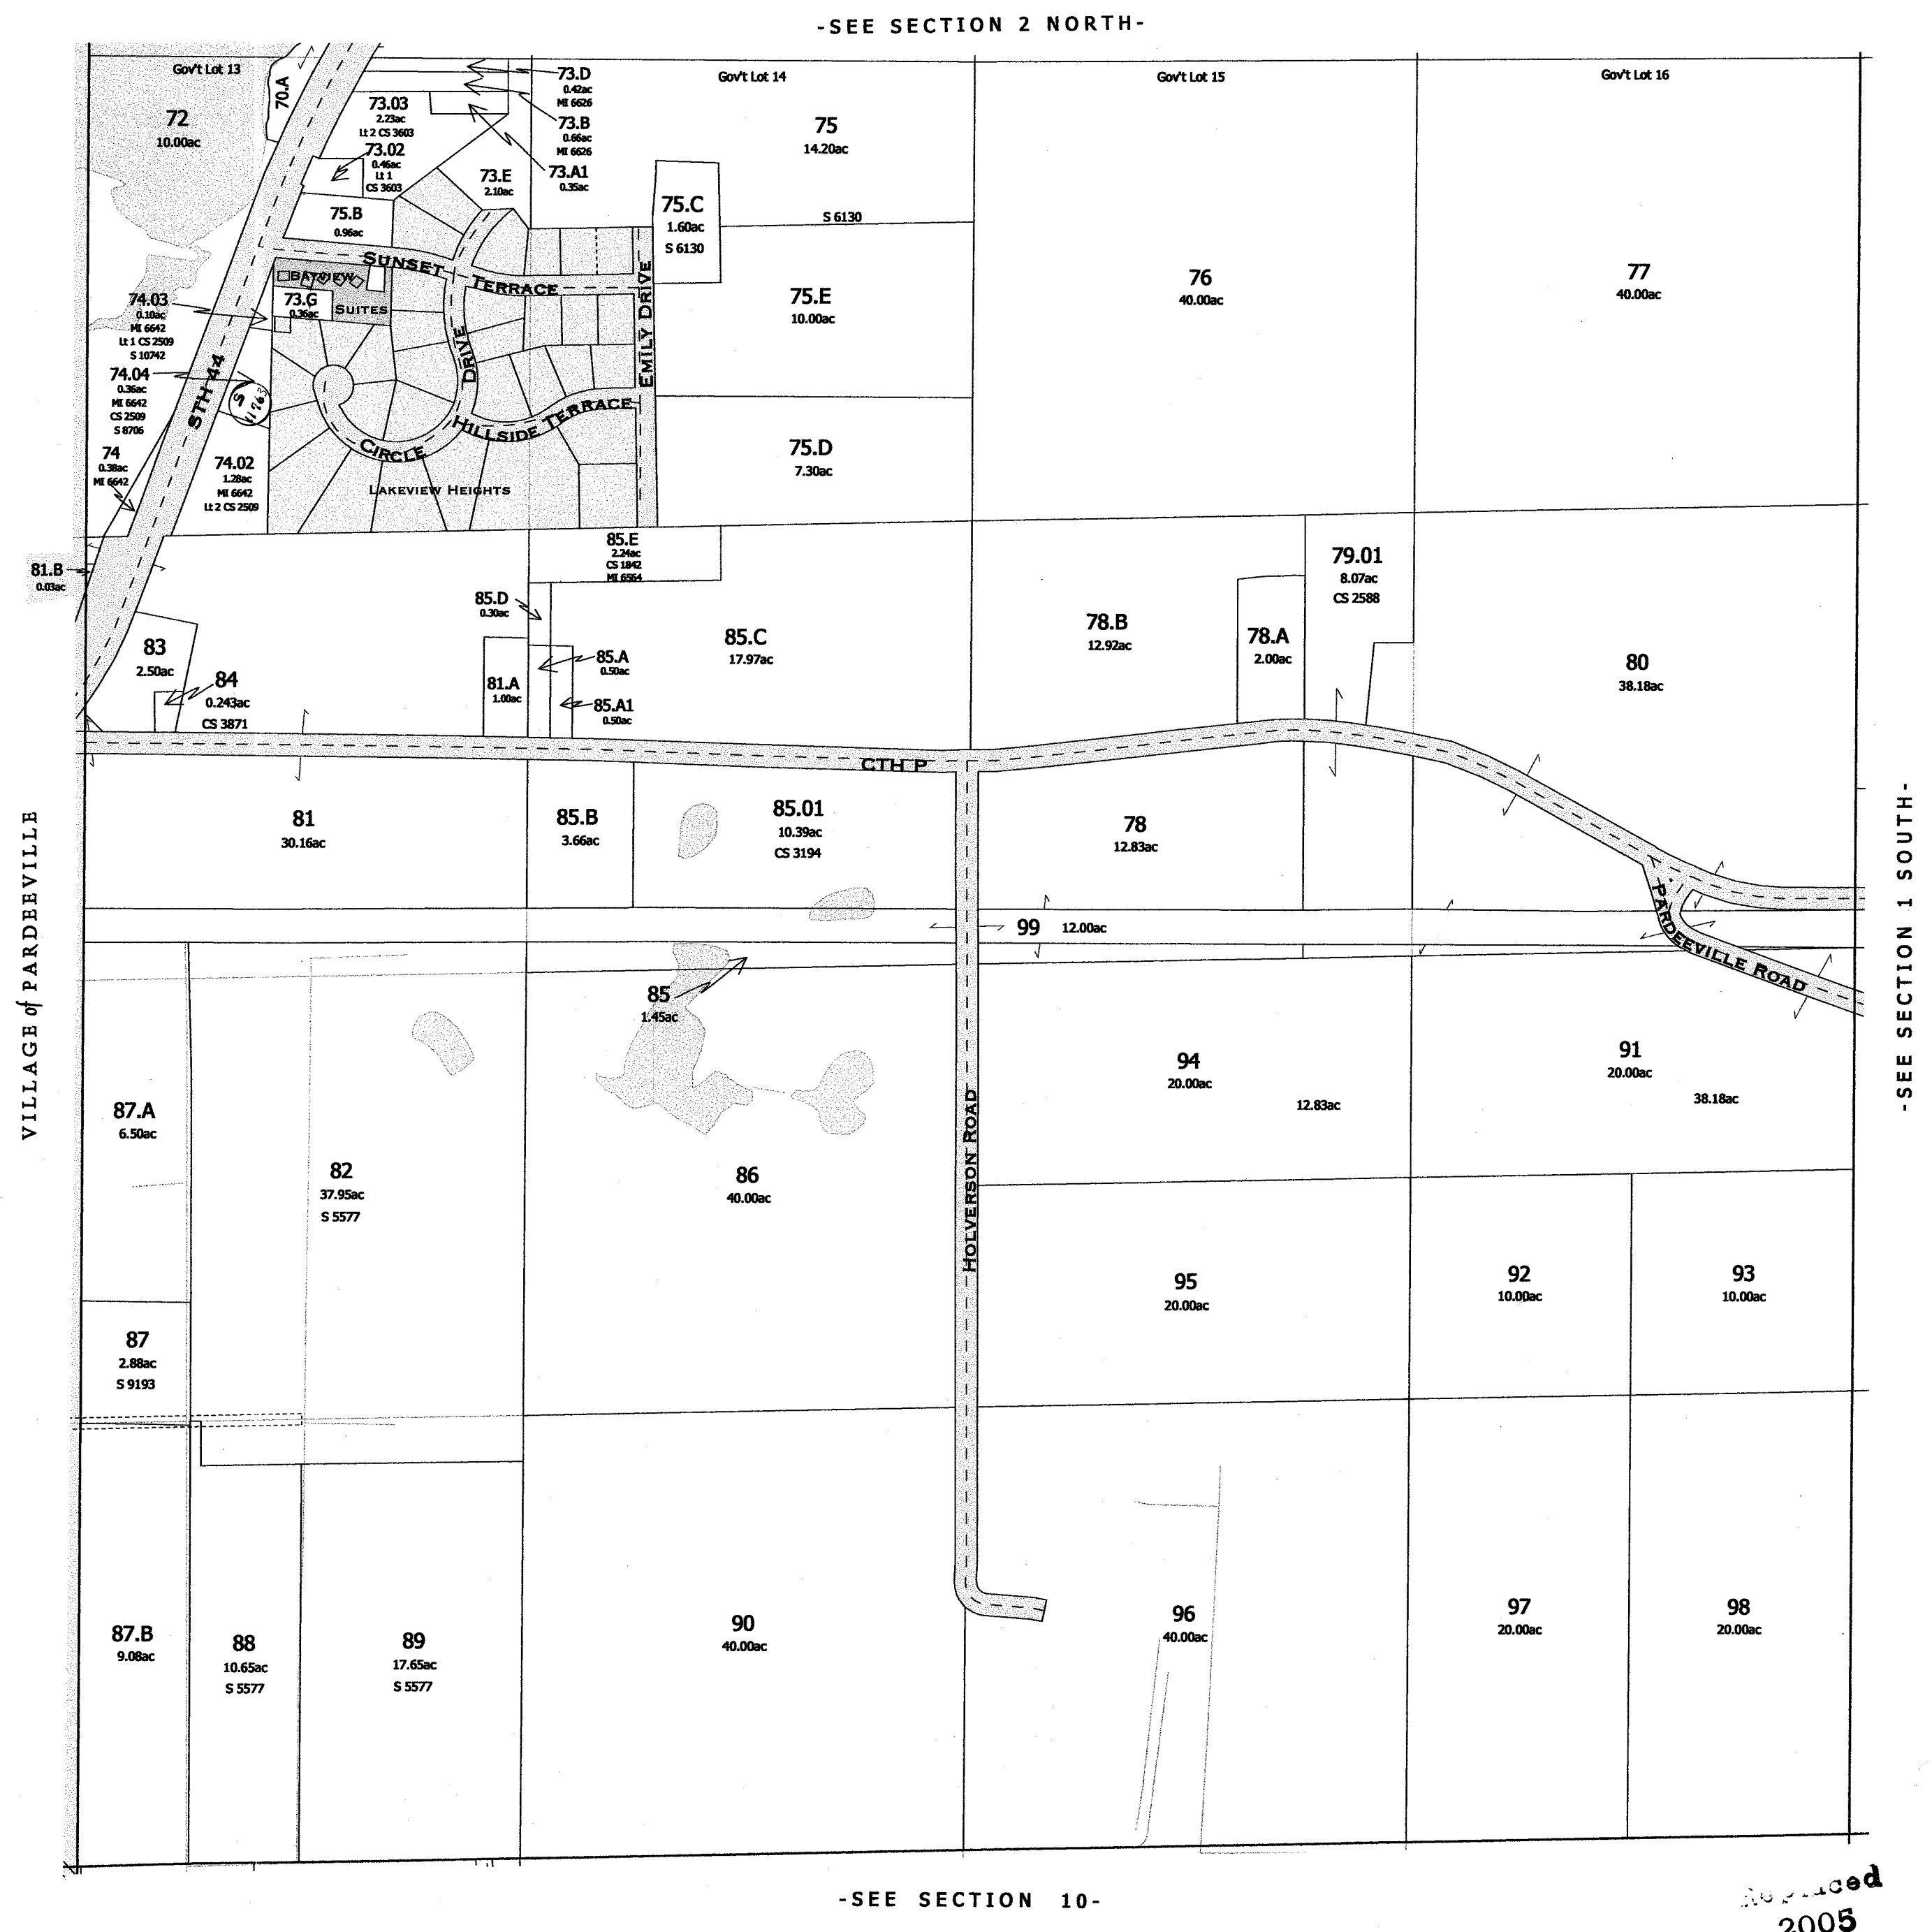 -SEE SECTION 2 NORTH-
Gov't Lot 13
Gov't Lot 14
Gov't Lot 15
Gov't Lot 16
72
10.00ac
70.A
73.D
0.42ac
MI 6626
73.03
2.23ac
Lt 2 CS 3603
73.B
0.66ac
MI 6626
73.02
0.46ac
Lt 1
CS 3603
73.A1
0.35ac
73.E
2.10ac
75
14.20ac
75.B
0.96ac
75.C
1.60ac
S 6130
S 6130
SUNSET TERRACE
BAYVIEW
SUITES
73.G
0.36ac
EMILY DRIVE
75.E
10.00ac
76
40.00ac
77
40.00ac
74.03
0.10ac
MI 6642
Lt 1 CS 2509
S 10742
74.04
0.36ac
MI 6642
CS 2509
S 8706
STH 44
S
11763
DRIVE
HILLSIDE TERRACE
CIRCLE
LAKEVIEW HEIGHTS
75.D
7.30ac
74
0.38ac
MI 6642
74.02
1.28ac
MI 6642
Lt 2 CS 2509
81.B
0.03ac
85.E
2.24ac
CS 1842
MI 6564
79.01
8.07ac
CS 2588
85.D
0.30ac
83
2.50ac
84
0.243ac
CS 3871
81.A
1.00ac
85.A
0.50ac
85.A1
0.50ac
85.C
17.97ac
78.B
12.92ac
78.A
2.00ac
80
38.18ac
CTH P
81
30.16ac
85.B
3.66ac
85.01
10.39ac
CS 3194
78
12.83ac
99 12.00ac
PARDEEVILLE ROAD
VILLAGE of PARDEEVILLE
-SEE SECTION 1 SOUTH-
85
1.45ac
87.A
6.50ac
82
37.95ac
S 5577
86
40.00ac
HOLVERSON ROAD
94
20.00ac
12.83ac
91
20.00ac
38.18ac
95
20.00ac
92
10.00ac
93
10.00ac
87
2.88ac
S 9193
87.B
9.08ac
88
10.65ac
S 5577
89
17.65ac
S 5577
90
40.00ac
96
40.00ac
97
20.00ac
98
20.00ac
-SEE SECTION 10-
Replaced
2005